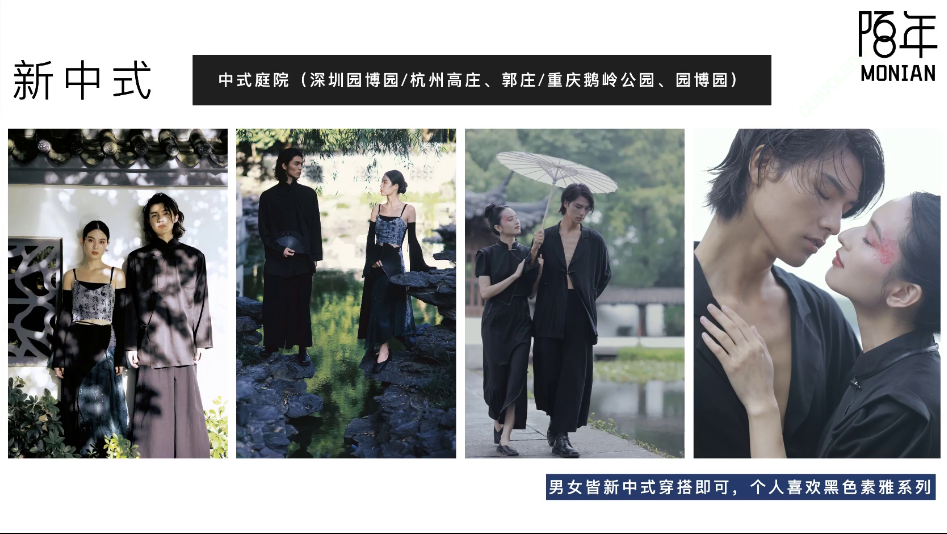 陌年
MONIAN
新中式
中式庭院（深圳园博园/杭州高庄、郭庄/重庆鹅岭公园、园博园）
男女皆新中式穿搭即可，个人喜欢黑色素雅系列